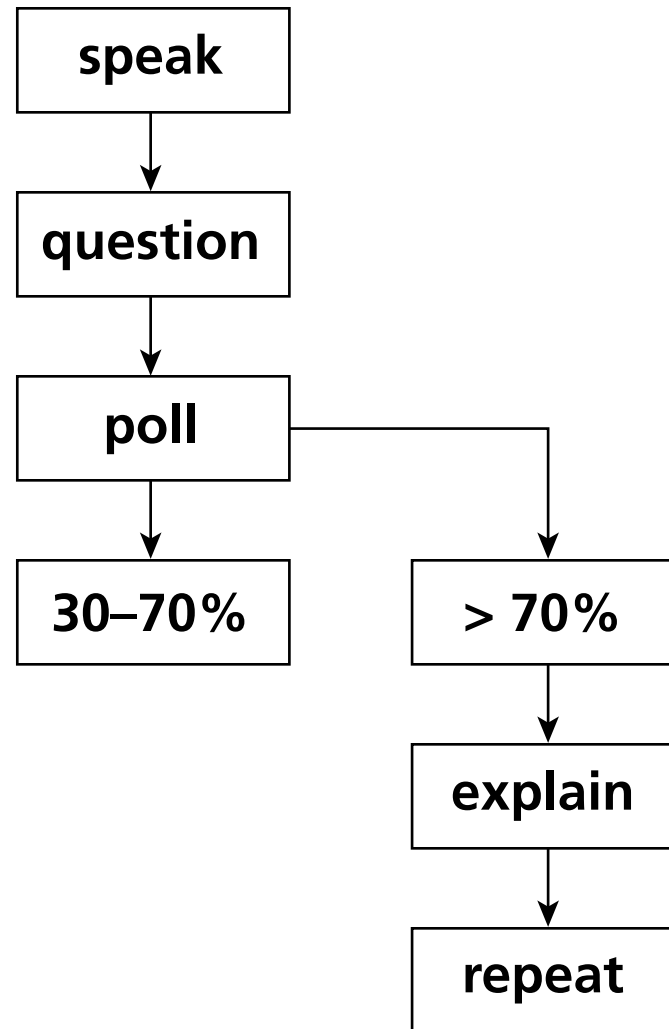 speak
question
poll
30–70%
> 70%
explain
repeat